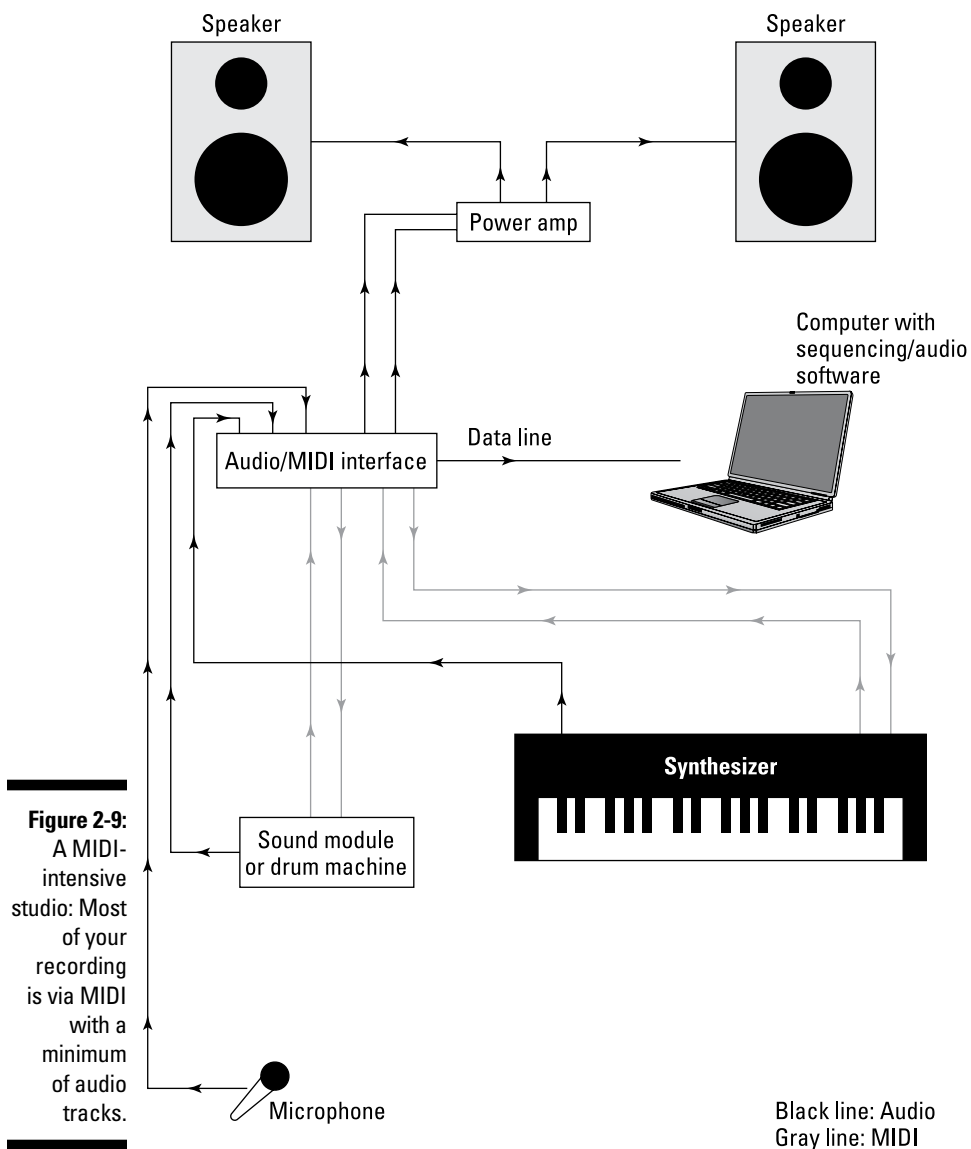 Speaker
Speaker
Power amp
Computer with
sequencing/audio
software
Data line
Audio/MIDI interface
Synthesizer
Sound module
or drum machine
Figure 2-9:
A MIDI-
intensive
studio: Most
of your
recording
is via MIDI
with a
minimum
of audio
tracks.
Microphone
Black line: Audio
Gray line: MIDI